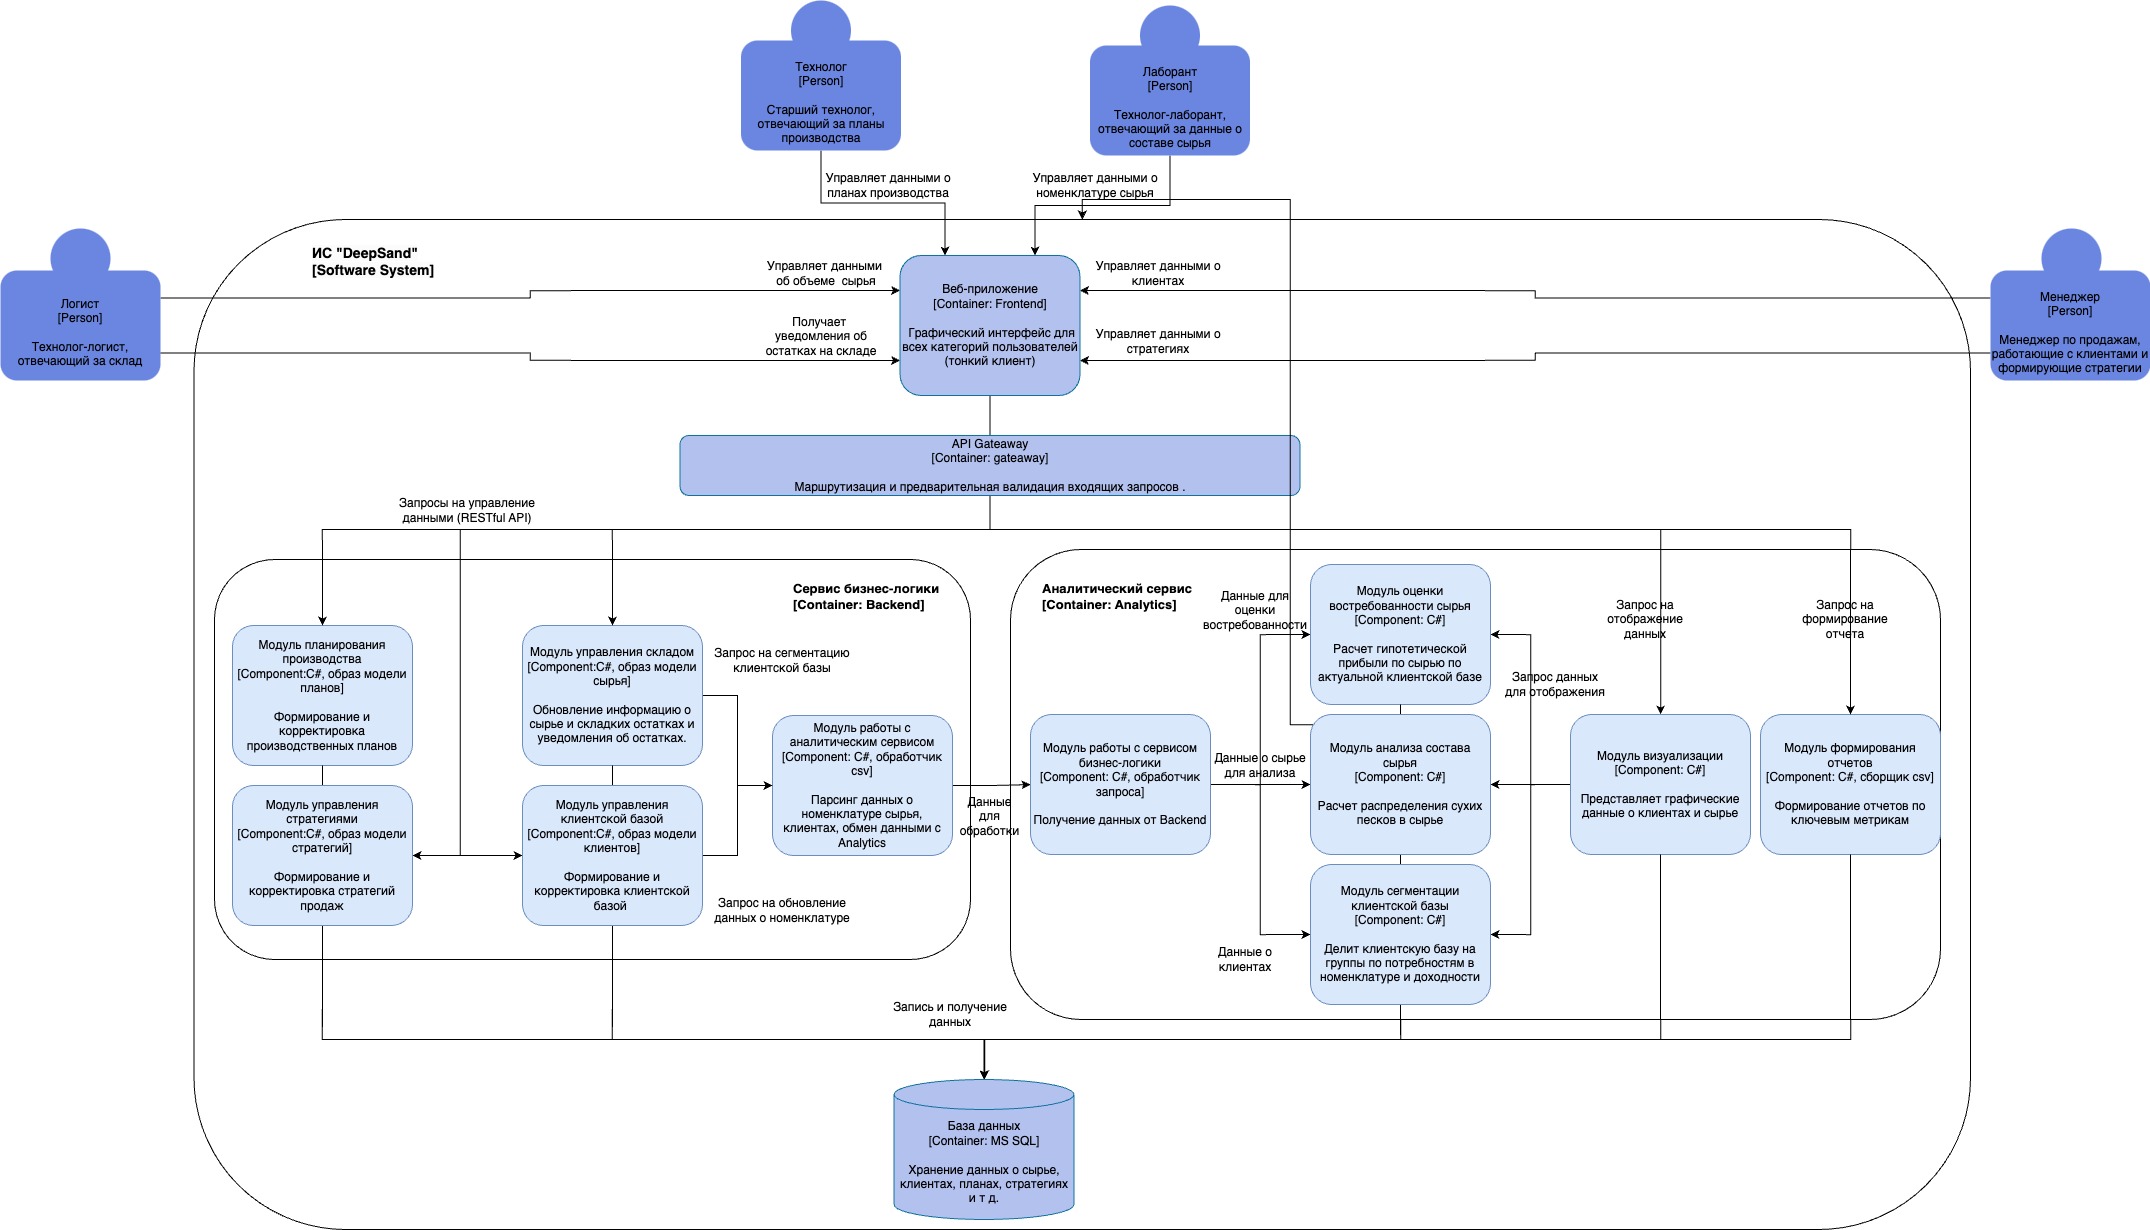 Технолог
[Person]
Старший технолог,
отвечающий за планы
производства
Лаборант
[Person]
Технолог-лаборант,
отвечающий за данные о
составе сырья
Управляет данными о
планах производства
Управляет данными о
номенклатуре сырья
ИС "DeepSand"
[Software System]
Логист
[Person]
Технолог-логист,
отвечающий за склад
Управляет данными
об объеме сырья
Получает
уведомления об
остатках на складе
Веб-приложение
[Container: Frontend]
Графический интерфейс для
всех категорий пользователей
(тонкий клиент)
Управляет данными о
клиентах
Управляет данными о
стратегиях
Менеджер
[Person]
Менеджер по продажам,
работающие с клиентами и
формирующие стратегии
API Gateaway
[Container: gateaway]
Маршрутизация и предварительная валидация входящих запросов .
Запросы на управление
данными (RESTful API)
Сервис бизнес-логики
[Container: Backend]
Модуль планирования
производства
[Component:C#, образ модели
планов]
Формирование и
корректировка
производственных планов
Модуль управления складом
[Component:C#, образ модели
сырья]
Обновление информацию о
сырье и складких остатках и
уведомления об остатках.
Запрос на сегментацию
клиентской базы
Модуль управления
стратегиями
[Component:C#, образ модели
стратегий]
Формирование и
корректировка стратегий
продаж
Модуль управления
клиентской базой
[Component:C#, образ модели
клиентов]
Формирование и
корректировка клиентской
базой
Модуль работы с
аналитическим сервисом
[Component: C#, обработчик
csv]
Парсинг данных о
номенклатуре сырья,
клиентах, обмен данными с
Analytics
Запрос на обновление
данных о номенклатуре
Данные
для
обработки
Аналитический сервис
[Container: Analytics]
Модуль работы с сервисом
бизнес-логики
[Component: C#, обработчик
запроса]
Получение данных от Backend
Данные для
оценки
востребованности
Данные о сырье
для анализа
Данные о
клиентах
Модуль оценки
востребованности сырья
[Component: C#]
Расчет гипотетической
прибыли по сырью по
актуальной клиентской базе
Модуль анализа состава
сырья
[Component: C#]
Расчет распределения сухих
песков в сырье
Модуль сегментации
клиентской базы
[Component: C#]
Делит клиентскую базу на
группы по потребностям в
номенклатуре и доходности
Запрос данных
для отображения
Запрос на
отображение
данных
Запрос на
формирование
отчета
Модуль визуализации
[Component: C#]
Представляет графические
данные о клиентах и сырье
Модуль формирования
отчетов
[Component: C#, сборщик csv]
Формирование отчетов по
ключевым метрикам
Запись и получение
данных
База данных
[Container: MS SQL]
Хранение данных о сырье,
клиентах, планах, стратегиях
и т д.